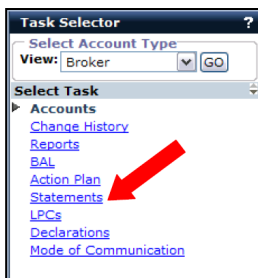 Task Selector ?
Select Account Type
View: Broker GO
Select Task
Accounts
Change History
Reports
BAL
Action Plan
Statements
LPCs
Declarations
Mode of Communication